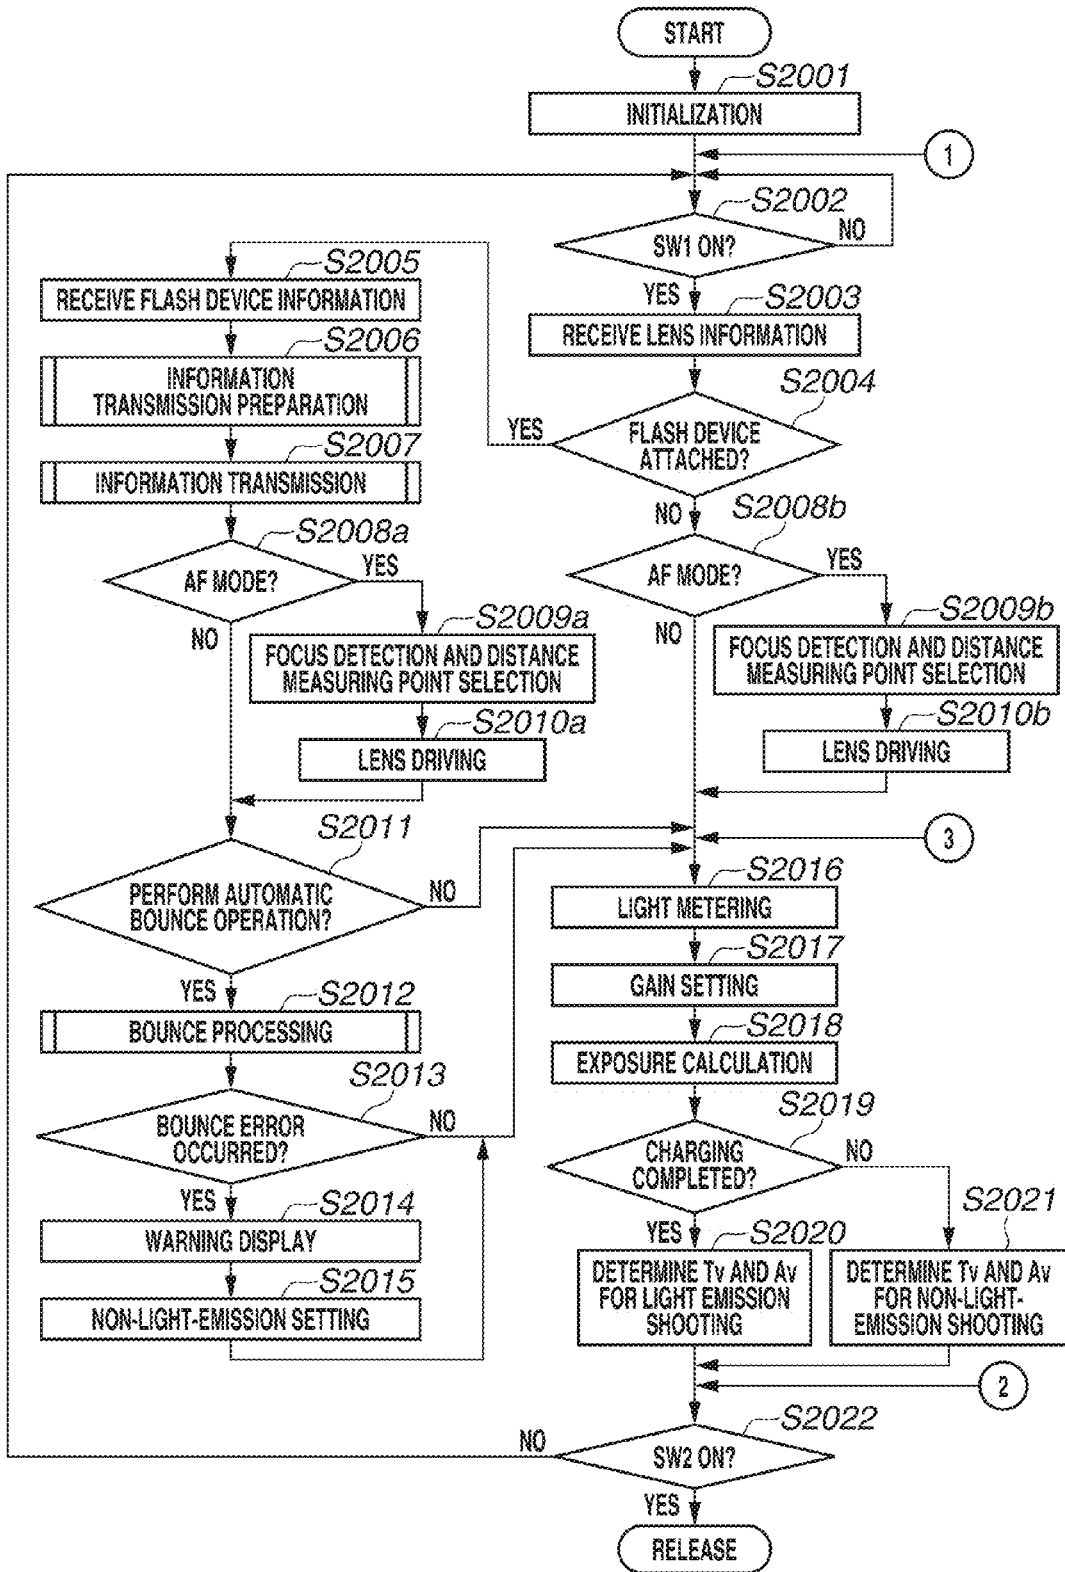 START
S2001
INITIALIZATION
1
S2002
SW1 ON?
NO
YES
S2003
RECEIVE LENS INFORMATION
S2004
FLASH DEVICE
ATTACHED?
YES
NO
S2005
RECEIVE FLASH DEVICE INFORMATION
S2006
INFORMATION
TRANSMISSION PREPARATION
S2007
INFORMATION TRANSMISSION
S2008a
AF MODE?
YES
NO
S2009a
FOCUS DETECTION AND DISTANCE
MEASURING POINT SELECTION
S2010a
LENS DRIVING
S2008b
AF MODE?
YES
NO
S2009b
FOCUS DETECTION AND DISTANCE
MEASURING POINT SELECTION
S2010b
LENS DRIVING
S2011
PERFORM AUTOMATIC
BOUNCE OPERATION?
NO
YES
S2012
BOUNCE PROCESSING
S2013
BOUNCE ERROR
OCCURRED?
NO
YES
S2014
WARNING DISPLAY
S2015
NON-LIGHT-EMISSION SETTING
3
S2016
LIGHT METERING
S2017
GAIN SETTING
S2018
EXPOSURE CALCULATION
S2019
CHARGING
COMPLETED?
NO
YES
S2020
DETERMINE Tv AND Av
FOR LIGHT EMISSION
SHOOTING
S2021
DETERMINE Tv AND Av
FOR NON-LIGHT-
EMISSION SHOOTING
2
S2022
SW2 ON?
NO
YES
RELEASE